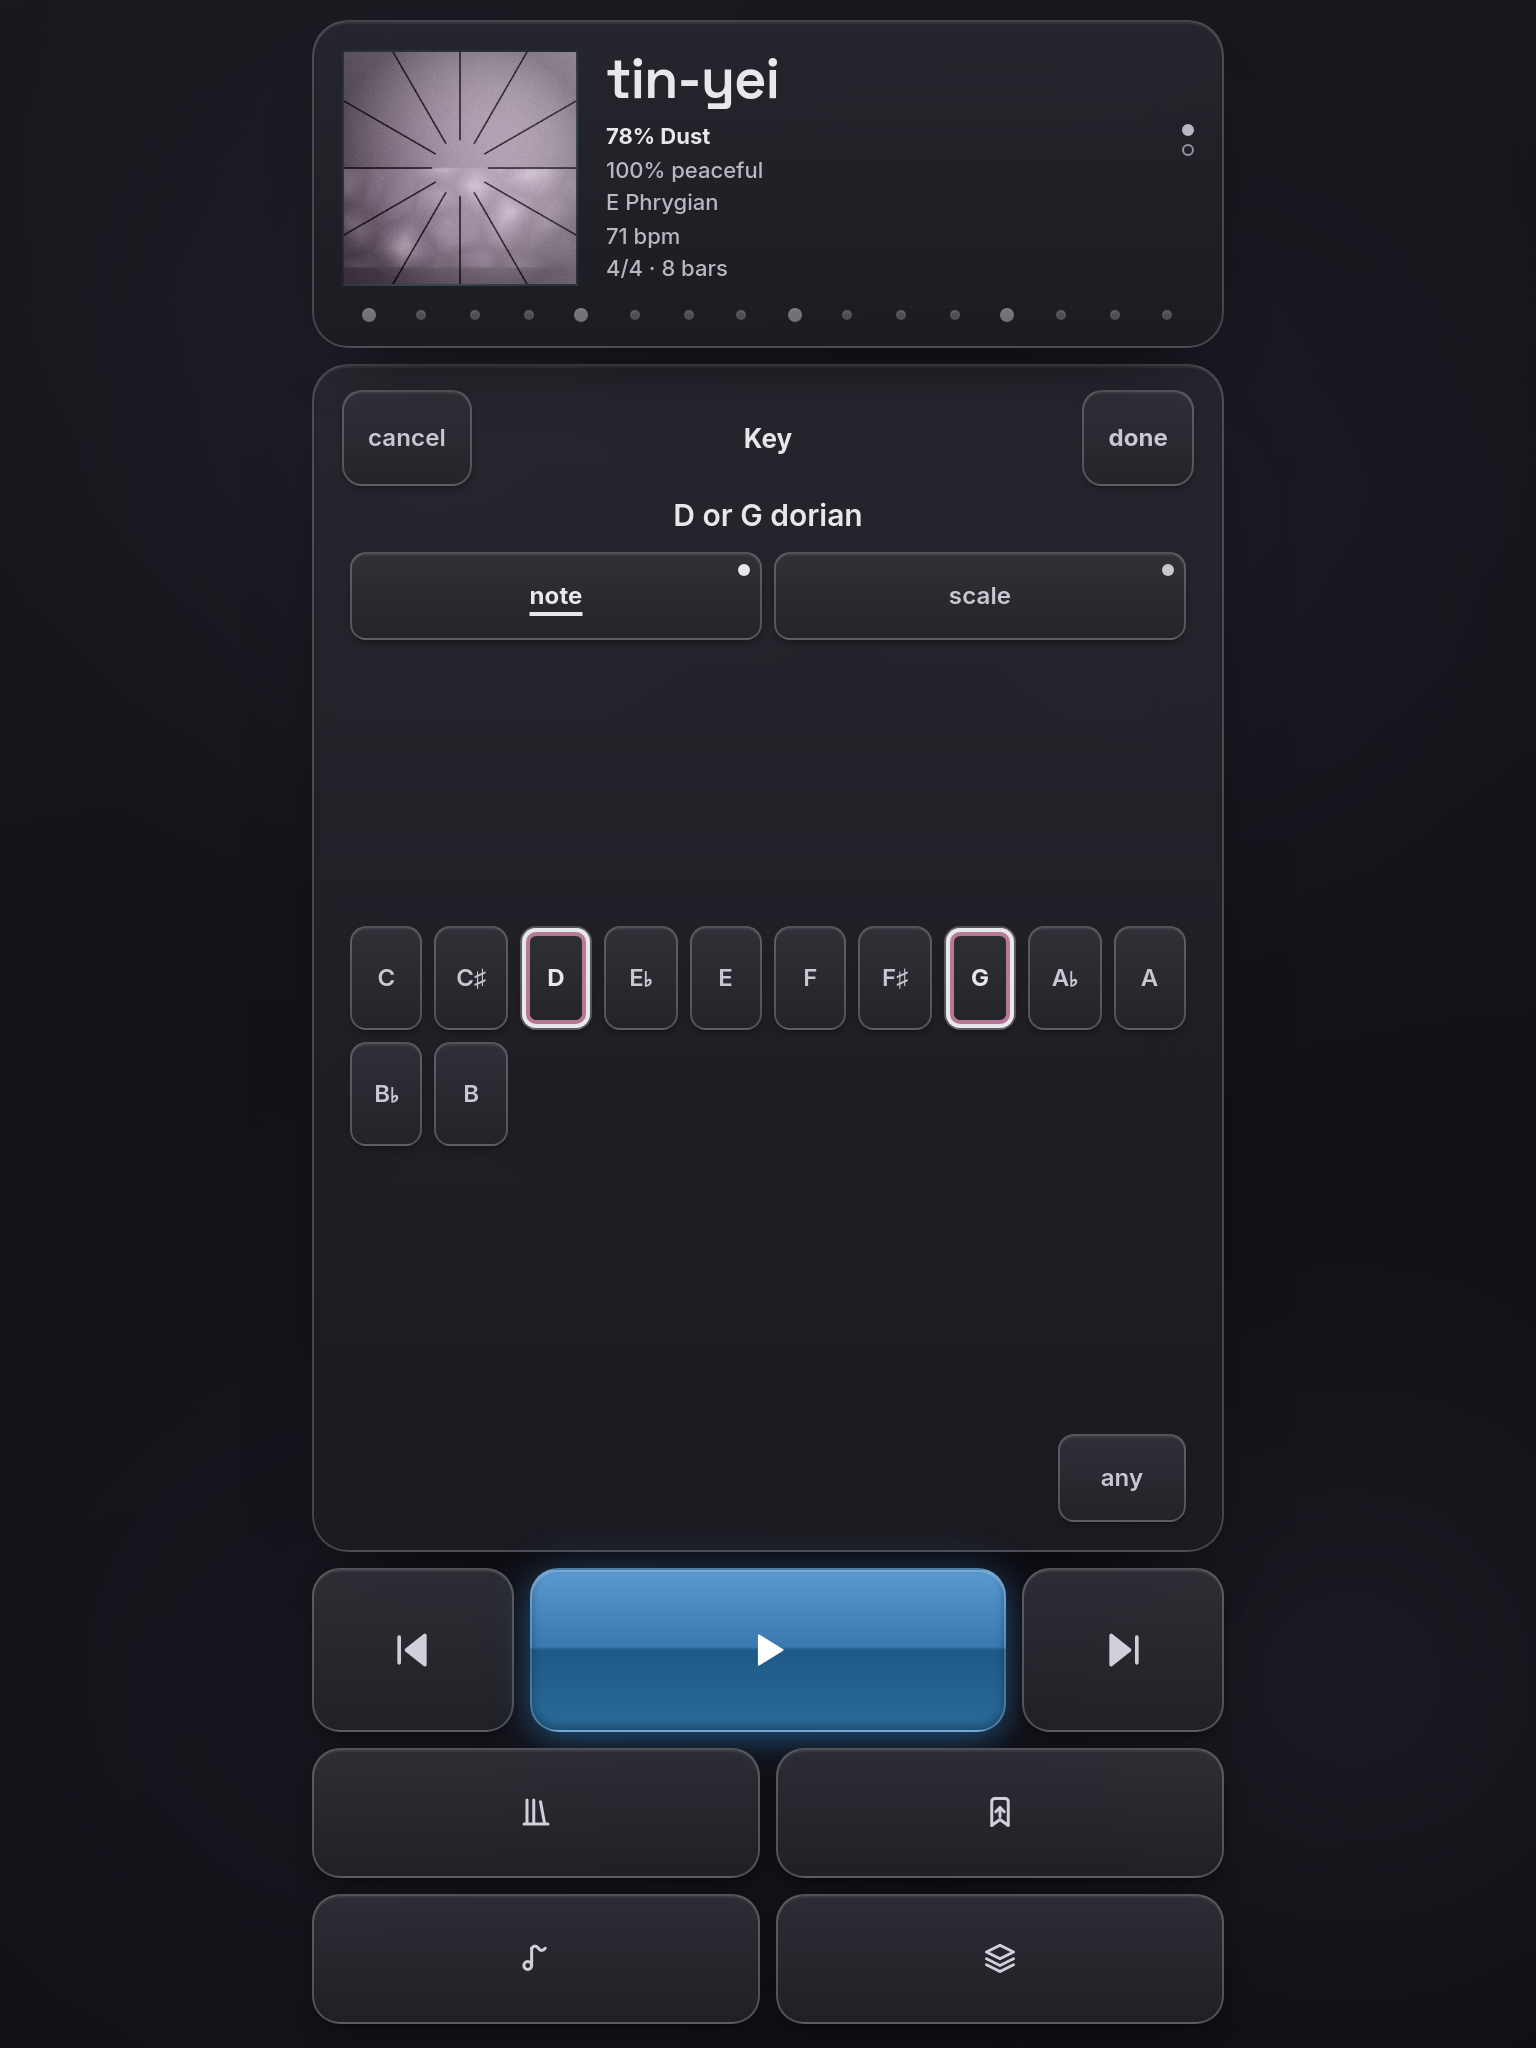 tin-yei
78% Dust
100% peaceful
E Phrygian
71 bpm
4/4 · 8 bars
cancel
Key
done
D or G dorian
note
scale
C C♯ D E♭ E F F♯ G A♭ A
B♭ B
any